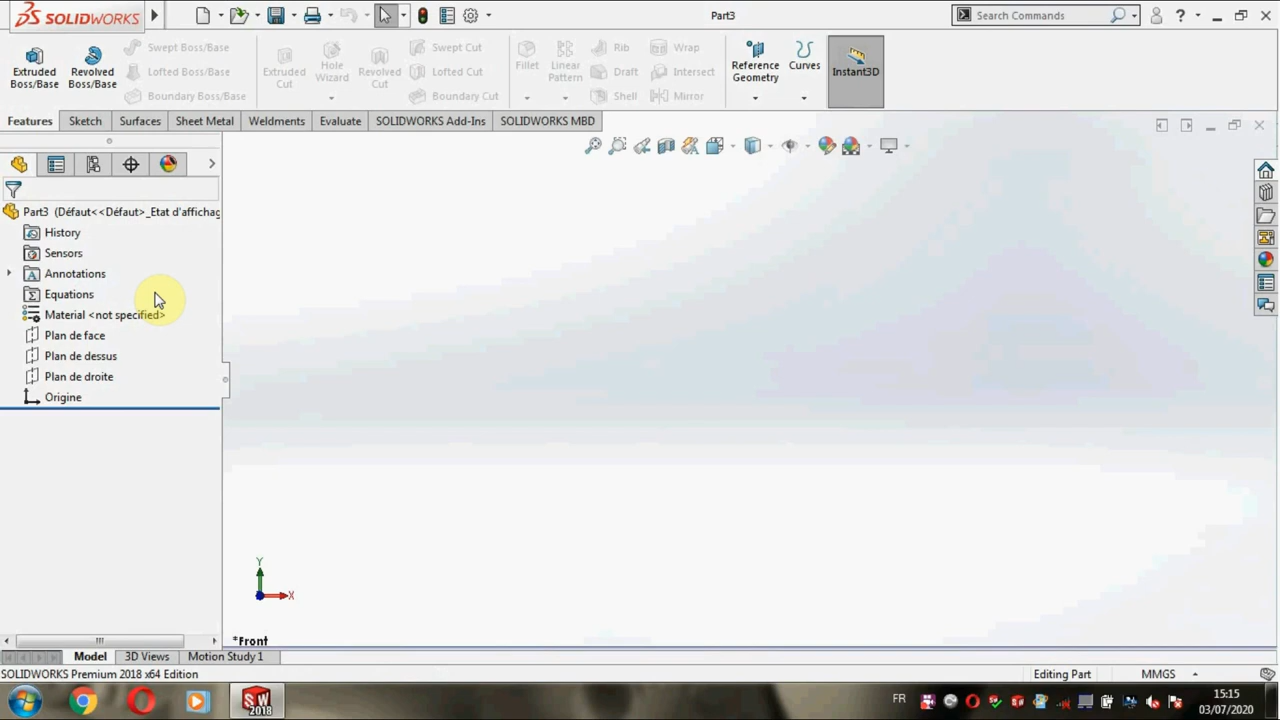 SOLIDWORKS
Part3
Search Commands
?
Extruded
Boss/Base
Revolved
Boss/Base
Swept Boss/Base
Lofted Boss/Base
Boundary Boss/Base
Extruded
Cut
Hole
Wizard
Revolved
Cut
Swept Cut
Lofted Cut
Boundary Cut
Fillet
Linear
Pattern
Rib
Draft
Shell
Wrap
Intersect
Mirror
Reference
Geometry
Curves
Instant3D
Features
Sketch
Surfaces
Sheet Metal
Weldments
Evaluate
SOLIDWORKS Add-Ins
SOLIDWORKS MBD
Part3 (Défaut<<Défaut>_Etat d'affichag
History
Sensors
Annotations
Equations
Material <not specified>
Plan de face
Plan de dessus
Plan de droite
Origine
Y
X
*Front
Model
3D Views
Motion Study 1
SOLIDWORKS Premium 2018 x64 Edition
Editing Part
MMGS
SW
2018
FR
15:15
03/07/2020